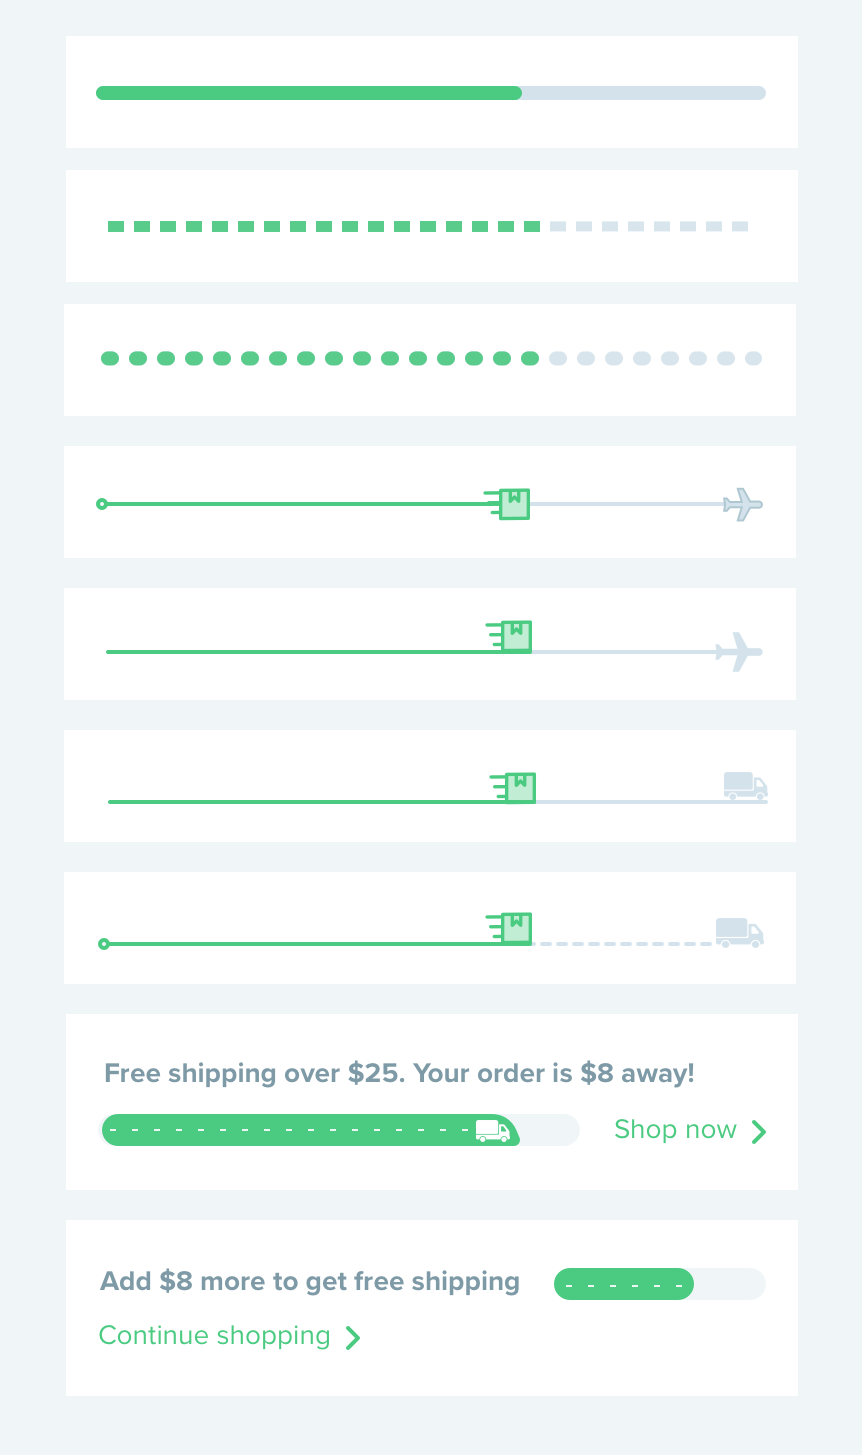 Free shipping over $25. Your order is $8 away!
Shop now
Add $8 more to get free shipping
Continue shopping